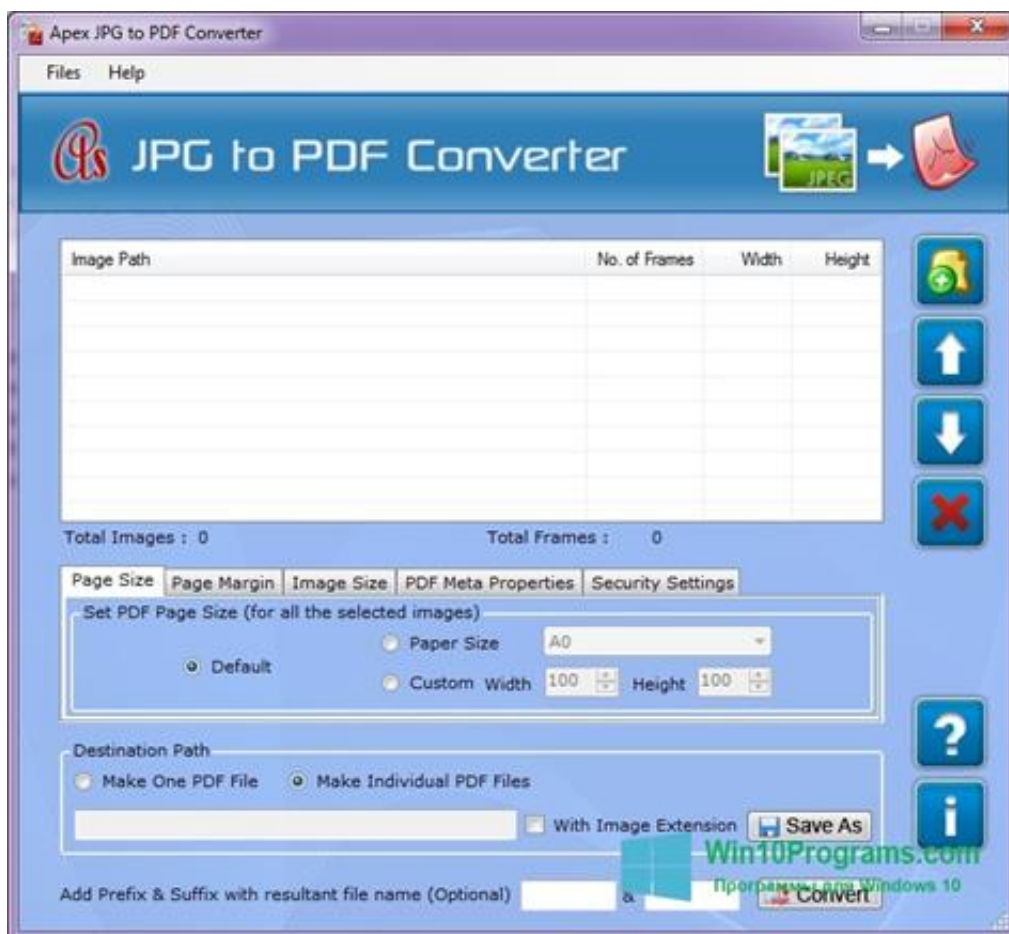 Apex JPG to PDF Converter
Files Help
JPG to PDF Converter
JPEG
Image Path No. of Frames Width Height
Total Images : 0 Total Frames : 0
Page Size Page Margin Image Size PDF Meta Properties Security Settings
Set PDF Page Size (for all the selected images)
Default
Paper Size A0
Custom Width 100 Height 100
Destination Path
Make One PDF File Make Individual PDF Files
With Image Extension Save As
Win10Programs.com
Программы для Windows 10
Add Prefix & Suffix with resultant file name (Optional) & Convert